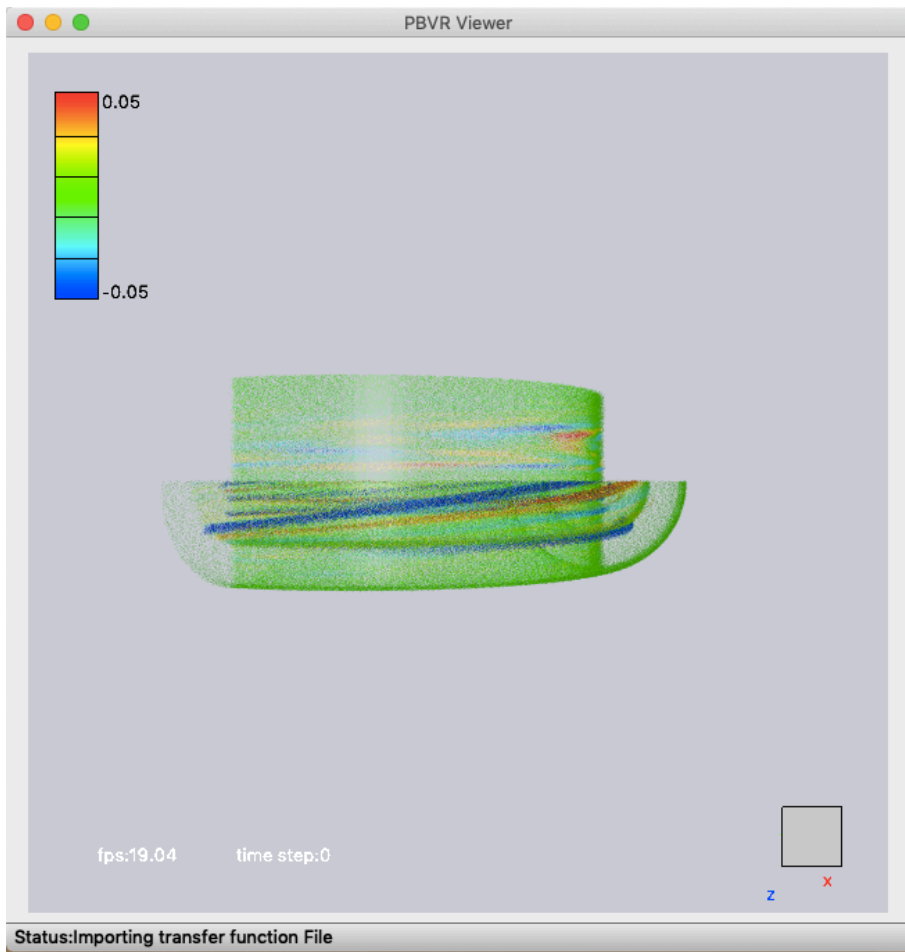 PBVR Viewer
0.05
-0.05
fps:19.04 time step:0
x
z
Status:Importing transfer function File